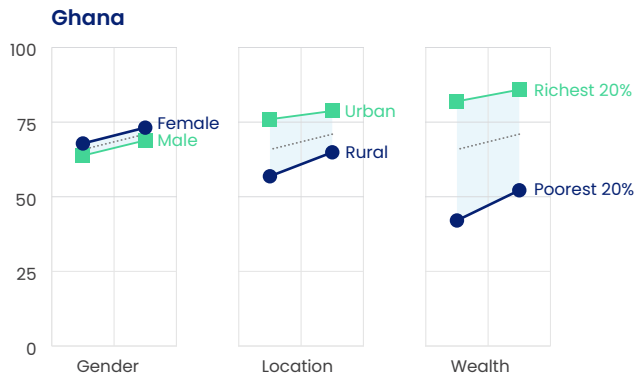 Ghana
100
75
50
25
0
Female
Male
Urban
Rural
Richest 20%
Poorest 20%
Gender
Location
Wealth